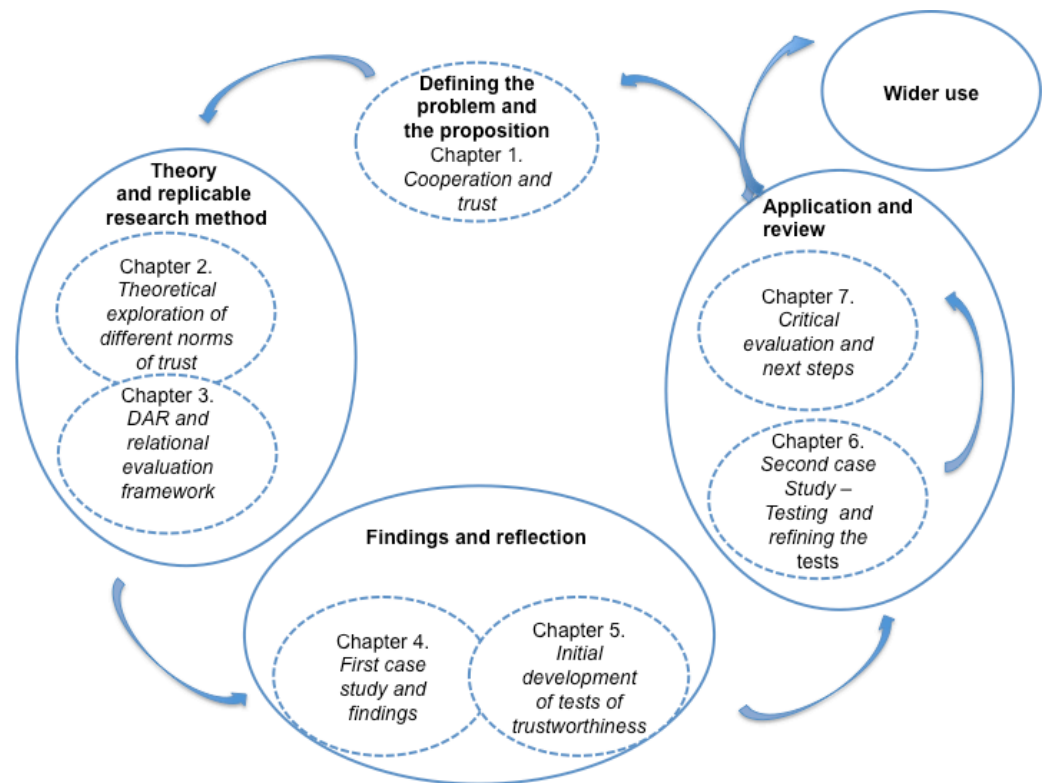 Defining the
problem and
the proposition
Chapter 1.
Cooperation and
trust
Wider use
Theory
and replicable
research method
Chapter 2.
Theoretical
exploration of
different norms
of trust
Chapter 3.
DAR and
relational
evaluation
framework
Findings and reflection
Chapter 4.
First case
study and
findings
Chapter 5.
Initial
development
of tests of
trustworthiness
Application and
review
Chapter 7.
Critical
evaluation and
next steps
Chapter 6.
Second case
Study –
Testing and
refining the
tests